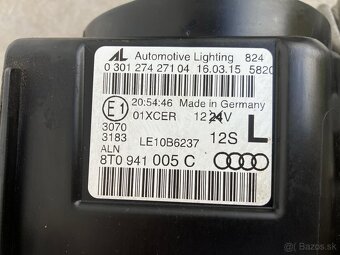 AL Automotive Lighting 824
0 301 274 271 04 16.03.15 5820
20:54:46 Made in Germany
E1 01XCER 12 24V
3070
3183 LE10B6237 12S L
ALN
8T0 941 005 C
bazos.sk